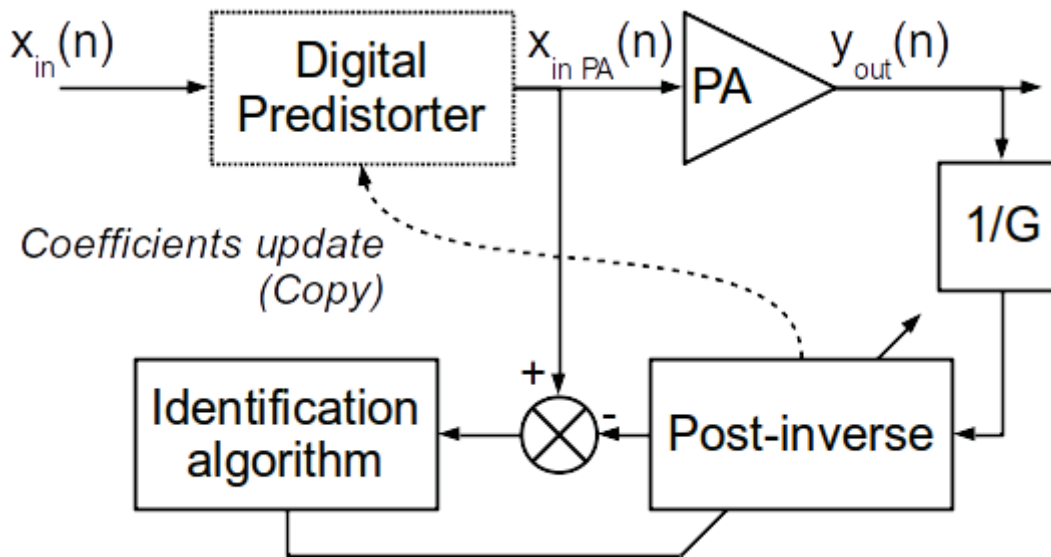 x_in(n)
Digital
Predistorter
x_in PA(n)
PA
y_out(n)
1/G
Coefficients update
(Copy)
+
-
Identification
algorithm
Post-inverse